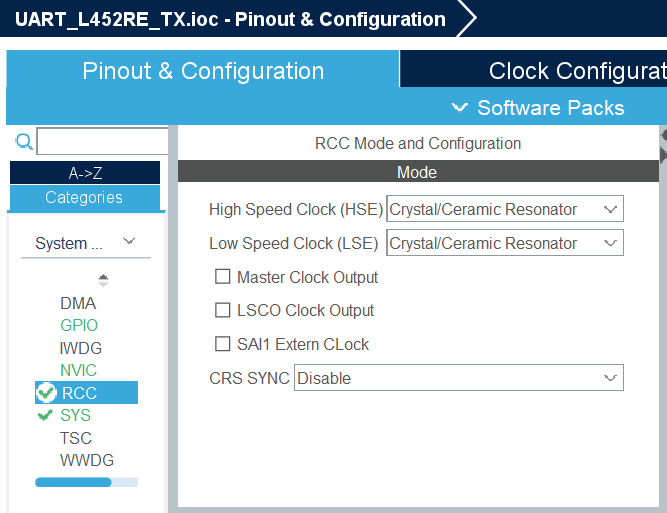 UART_L452RE_TX.ioc - Pinout & Configuration
Pinout & Configuration
Clock Configurat
Software Packs
RCC Mode and Configuration
A->Z
Mode
Categories
High Speed Clock (HSE) Crystal/Ceramic Resonator
System ...
Low Speed Clock (LSE) Crystal/Ceramic Resonator
Master Clock Output
DMA
LSCO Clock Output
GPIO
IWDG
SAI1 Extern CLock
NVIC
CRS SYNC Disable
RCC
SYS
TSC
WWDG